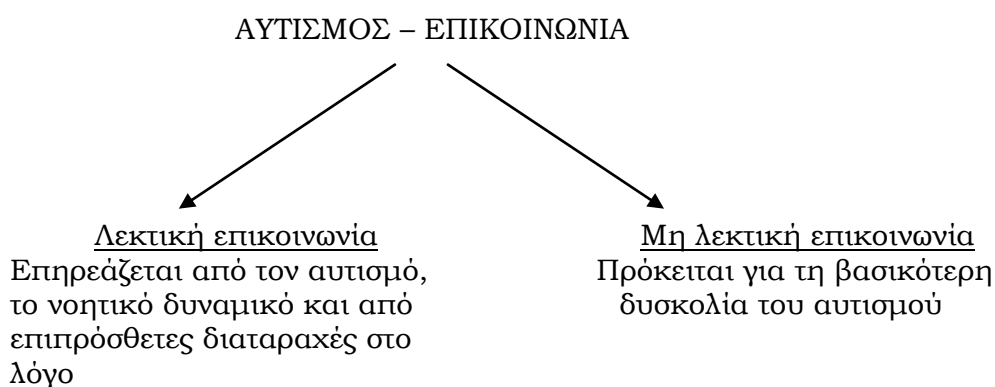 ΑΥΤΙΣΜΟΣ – ΕΠΙΚΟΙΝΩΝΙΑ
Λεκτική επικοινωνία
Επηρεάζεται από τον αυτισμό,
το νοητικό δυναμικό και από
επιπρόσθετες διαταραχές στο
λόγο
Μη λεκτική επικοινωνία
Πρόκειται για τη βασικότερη
δυσκολία του αυτισμού